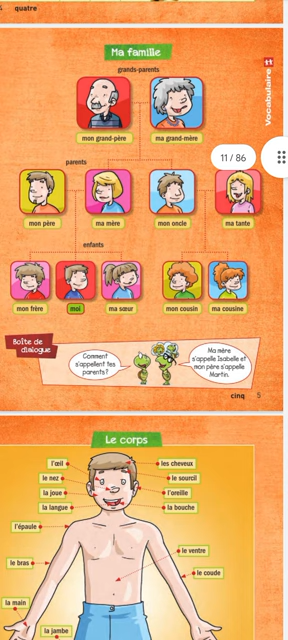 quatre
Ma famille
Vocabulaire
grands-parents
mon grand-père
ma grand-mère
11 / 86
parents
mon père
ma mère
mon oncle
ma tante
enfants
mon frère
moi
ma sœur
mon cousin
ma cousine
Boîte de
dialogue
Comment
s'appellent tes
parents?
Ma mère
s'appelle Isabelle et
mon père s'appelle
Martin.
cinq 5
Le corps
l'œil
les cheveux
le nez
le sourcil
la joue
l'oreille
la langue
la bouche
l'épaule
le ventre
le bras
le coude
la main
la jambe